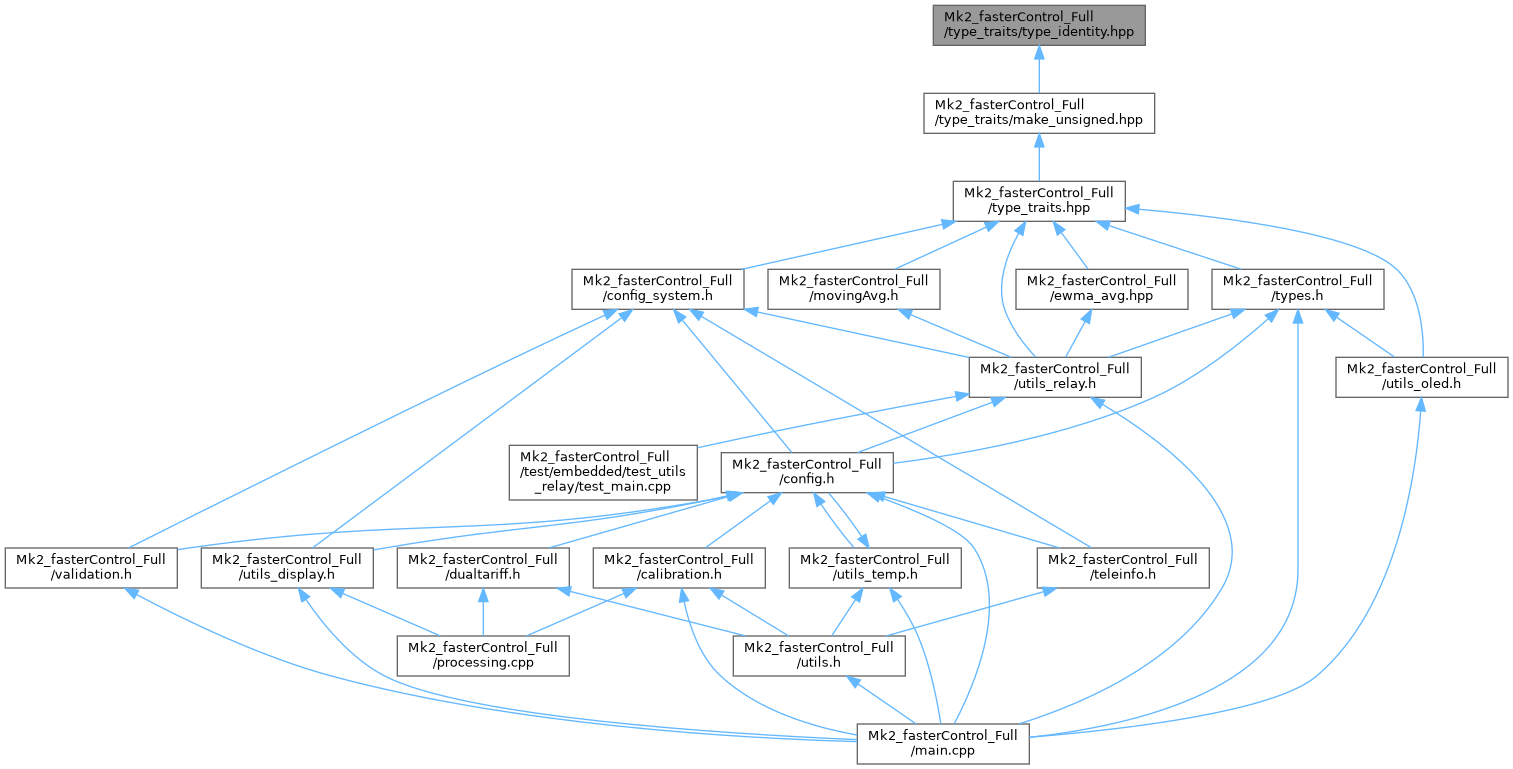 Mk2_fasterControl_Full
/type_traits/type_identity.hpp
Mk2_fasterControl_Full
/type_traits/make_unsigned.hpp
Mk2_fasterControl_Full
/type_traits.hpp
Mk2_fasterControl_Full
/config_system.h
Mk2_fasterControl_Full
/movingAvg.h
Mk2_fasterControl_Full
/ewma_avg.hpp
Mk2_fasterControl_Full
/types.h
Mk2_fasterControl_Full
/utils_relay.h
Mk2_fasterControl_Full
/utils_oled.h
Mk2_fasterControl_Full
/test/embedded/test_utils
_relay/test_main.cpp
Mk2_fasterControl_Full
/config.h
Mk2_fasterControl_Full
/validation.h
Mk2_fasterControl_Full
/utils_display.h
Mk2_fasterControl_Full
/dualtariff.h
Mk2_fasterControl_Full
/calibration.h
Mk2_fasterControl_Full
/utils_temp.h
Mk2_fasterControl_Full
/teleinfo.h
Mk2_fasterControl_Full
/processing.cpp
Mk2_fasterControl_Full
/utils.h
Mk2_fasterControl_Full
/main.cpp